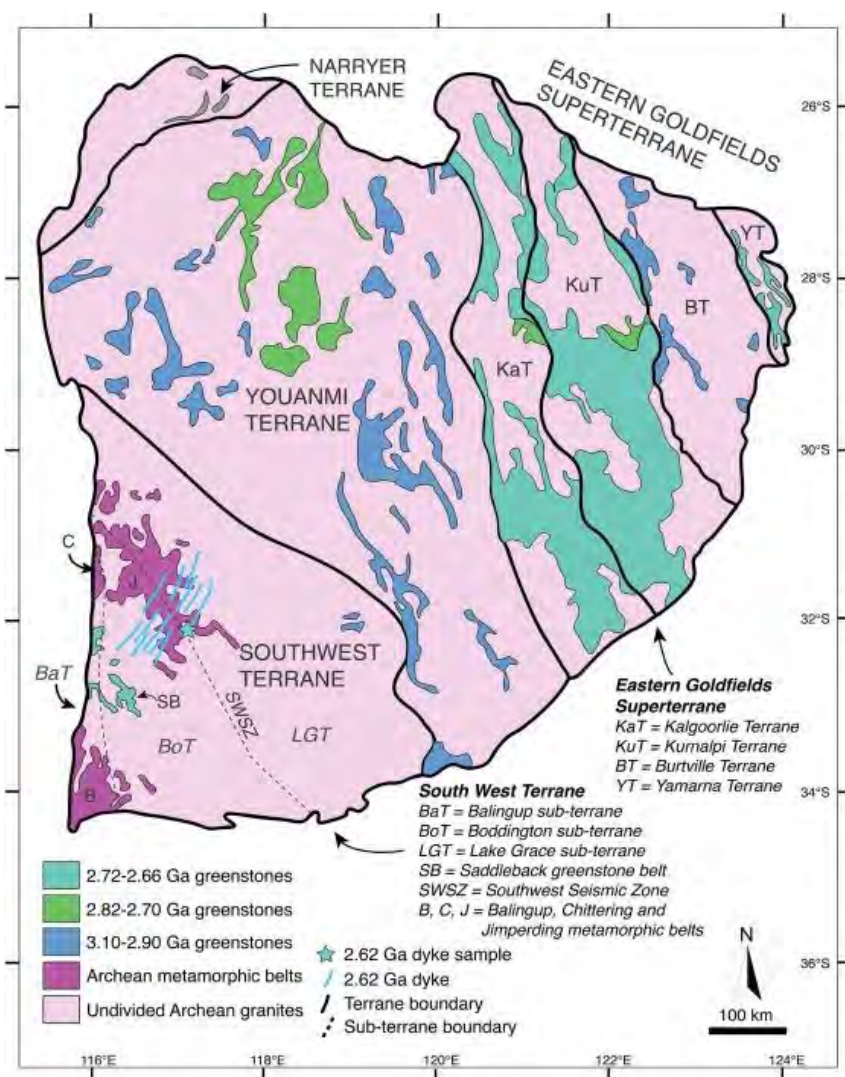 NARRYER
TERRANE
EASTERN GOLDFIELDS
SUPERTERRANE
26°S
YT
28°S
KuT
BT
KaT
YOUANMI
TERRANE
30°S
C
J
32°S
SOUTHWEST
TERRANE
BaT
SB
SWSZ
LGT
BoT
Eastern Goldfields
Superterrane
KaT = Kalgoorlie Terrane
KuT = Kurnalpi Terrane
BT = Burtville Terrane
YT = Yamarna Terrane
B
34°S
South West Terrane
BaT = Balingup sub-terrane
BoT = Boddington sub-terrane
LGT = Lake Grace sub-terrane
SB = Saddleback greenstone belt
SWSZ = Southwest Seismic Zone
B, C, J = Balingup, Chittering and
Jimperding metamorphic belts
2.72-2.66 Ga greenstones
2.82-2.70 Ga greenstones
3.10-2.90 Ga greenstones
Archean metamorphic belts
Undivided Archean granites
2.62 Ga dyke sample
2.62 Ga dyke
Terrane boundary
Sub-terrane boundary
N
36°S
100 km
116°E
118°E
120°E
122°E
124°E